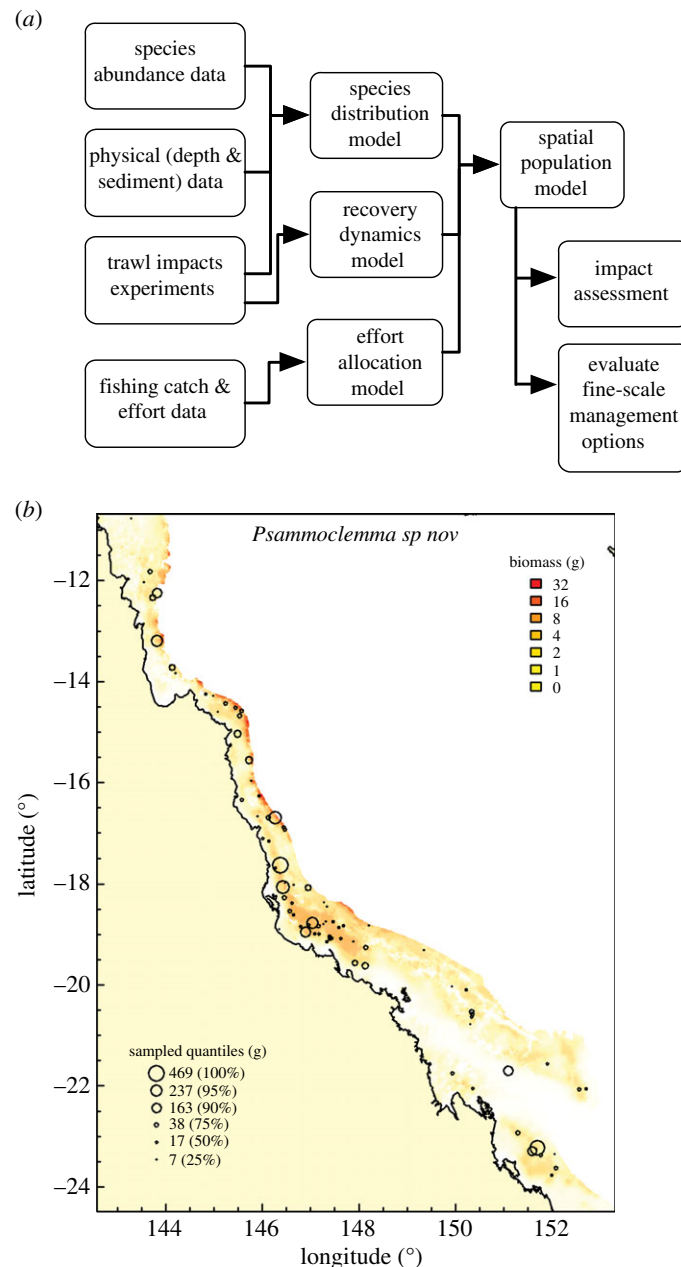 (a)
species
abundance data
physical (depth &
sediment) data
trawl impacts
experiments
fishing catch &
effort data
species
distribution
model
recovery
dynamics
model
effort
allocation
model
spatial
population
model
impact
assessment
evaluate
fine-scale
management
options
(b)
Psammoclemma sp nov
biomass (g)
32
16
8
4
2
1
0
−12
−14
−16
−18
−20
−22
−24
latitude (°)
sampled quantiles (g)
469 (100%)
237 (95%)
163 (90%)
38 (75%)
17 (50%)
7 (25%)
144 146 148 150 152
longitude (°)